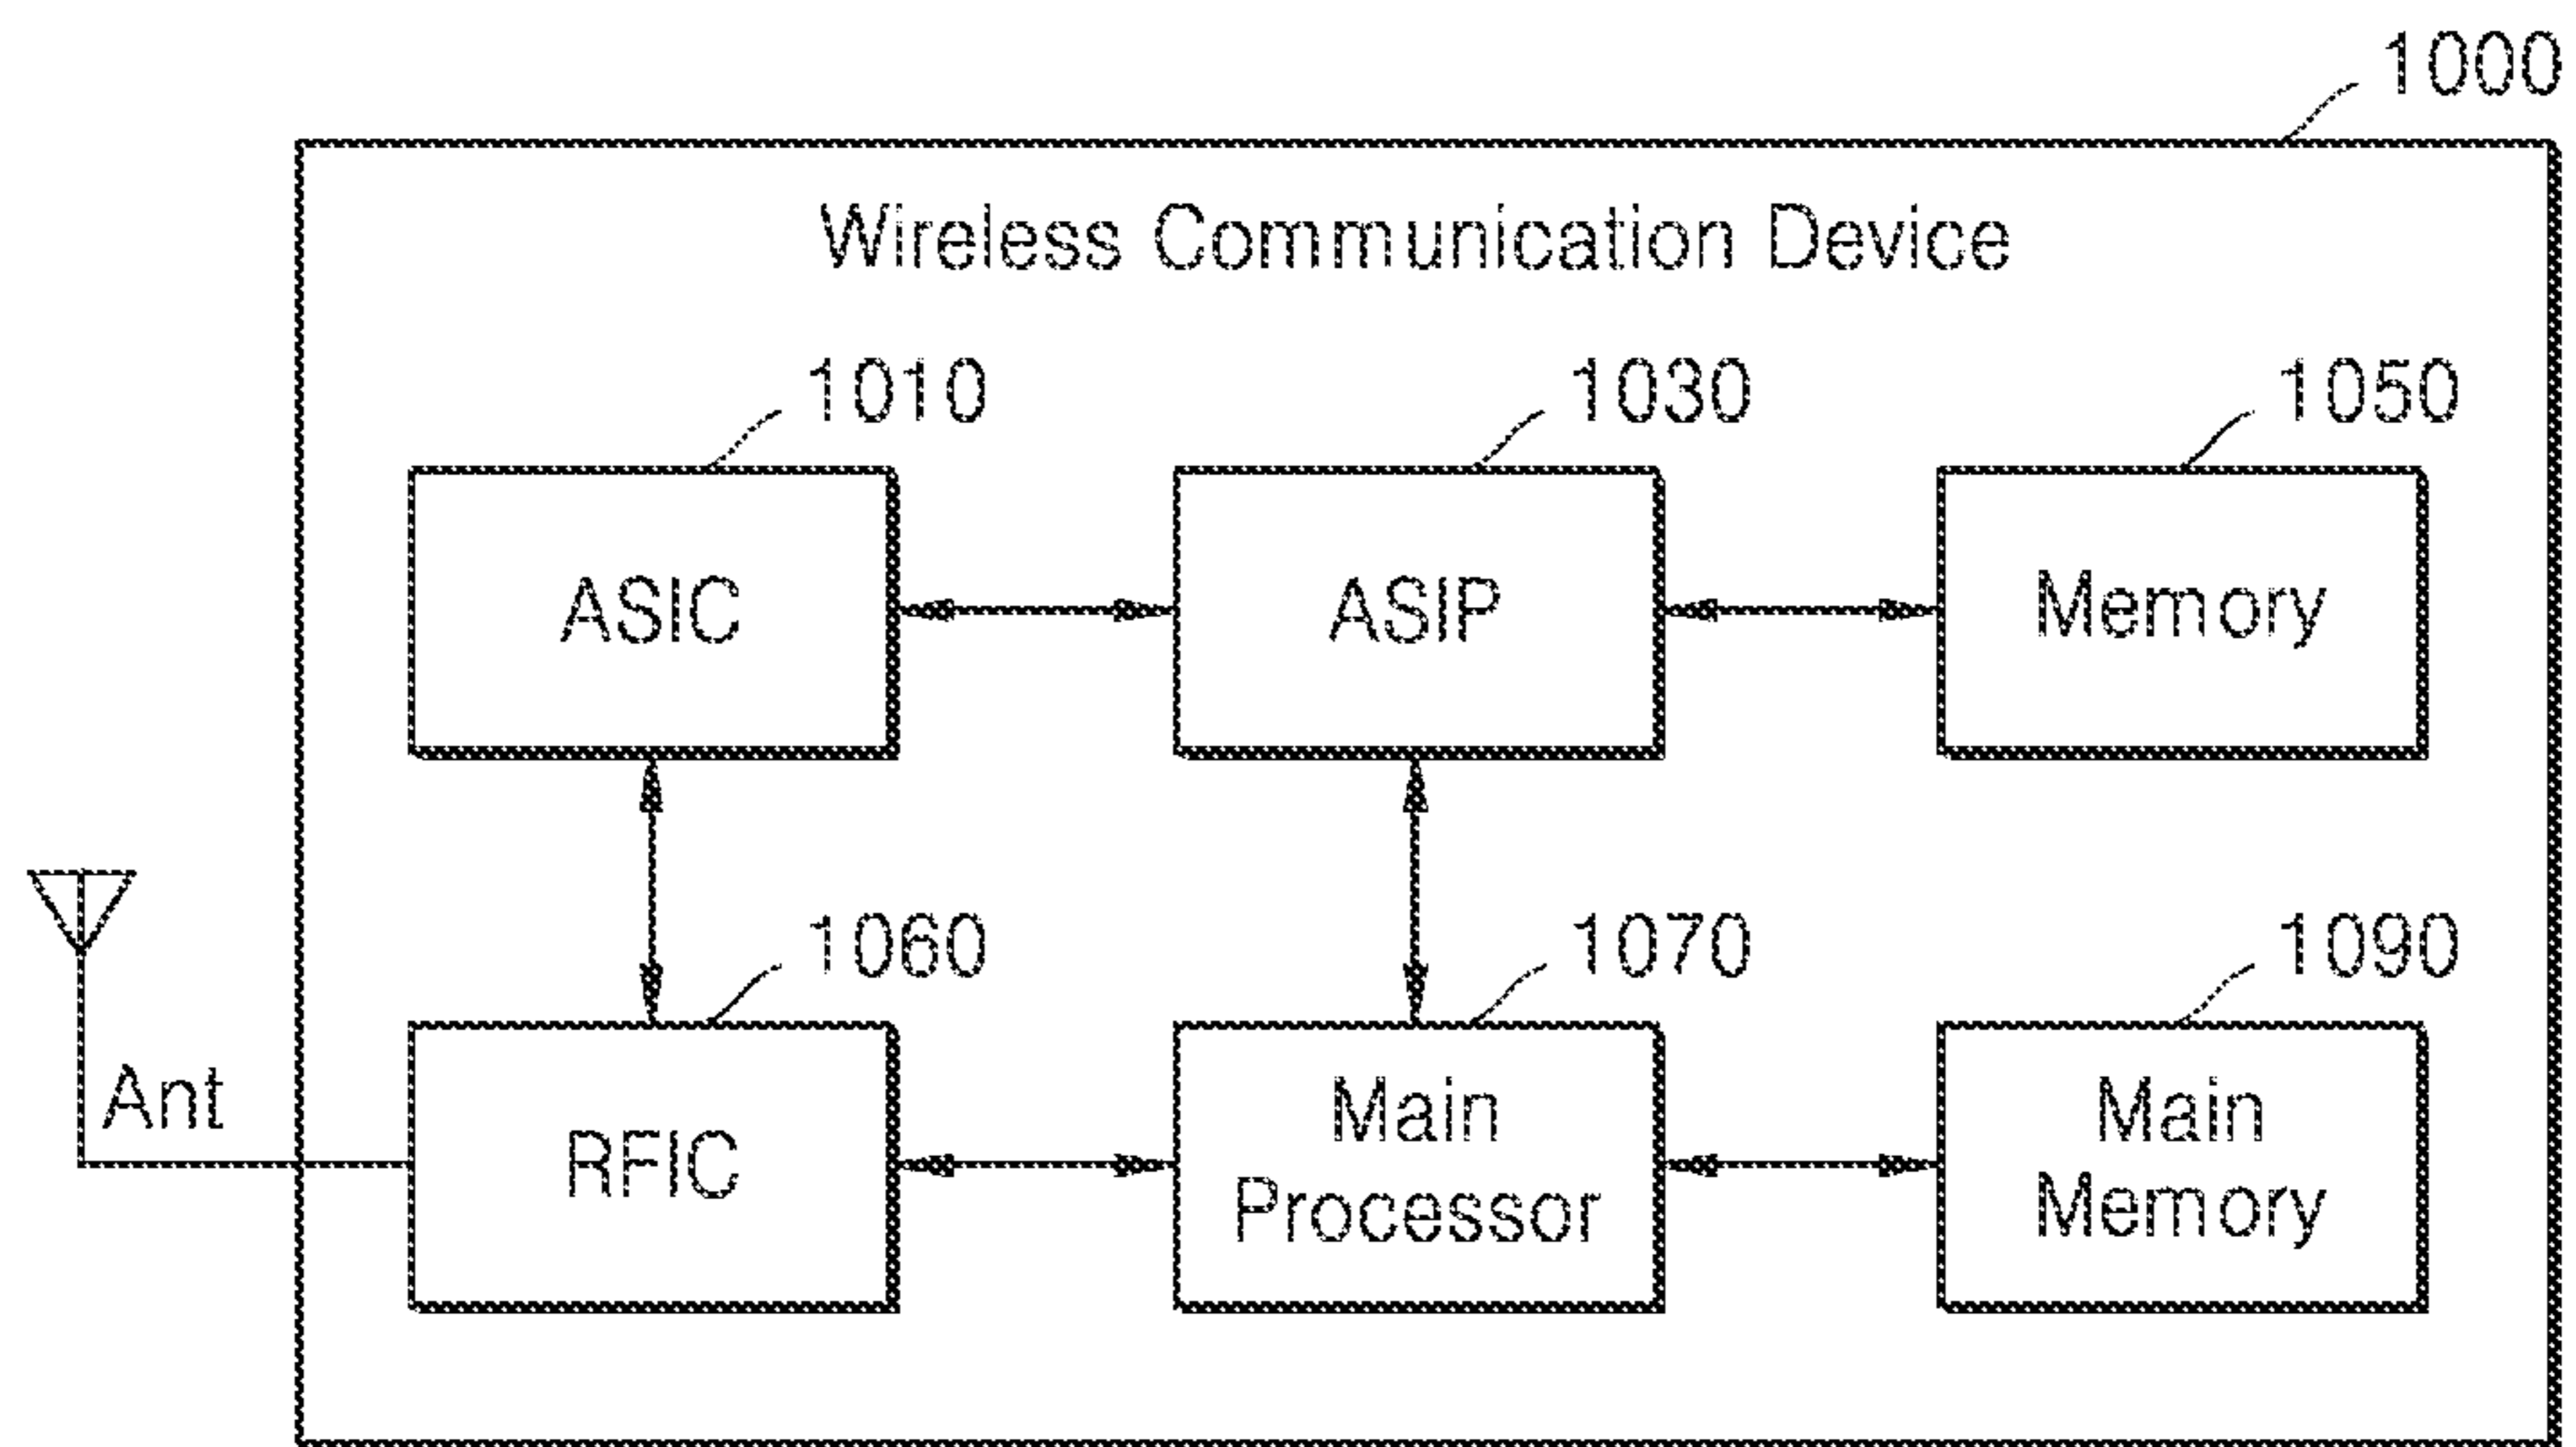 1000
Wireless Communication Device
1010
1030
1050
ASIC
ASIP
Memory
1060
1070
1090
Ant
RFIC
Main
Processor
Main
Memory